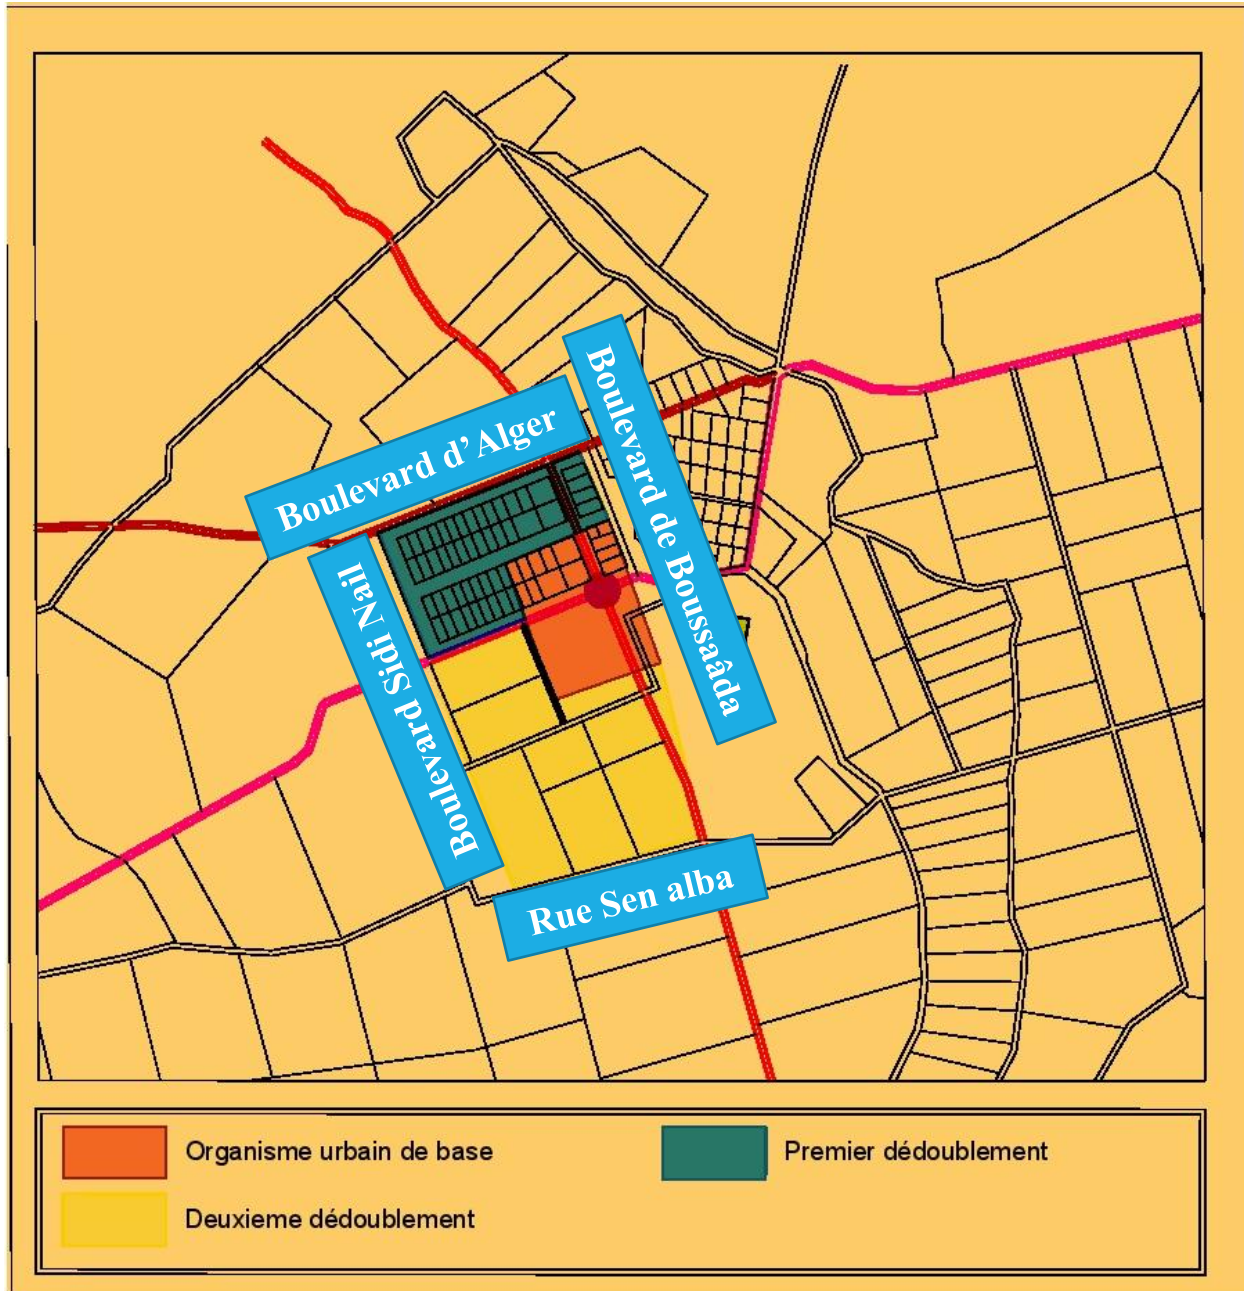 Boulevard d'Alger
Boulevard de Boussaâda
Boulevard Sidi Nail
Rue Sen alba
Organisme urbain de base
Premier dédoublement
Deuxieme dédoublement